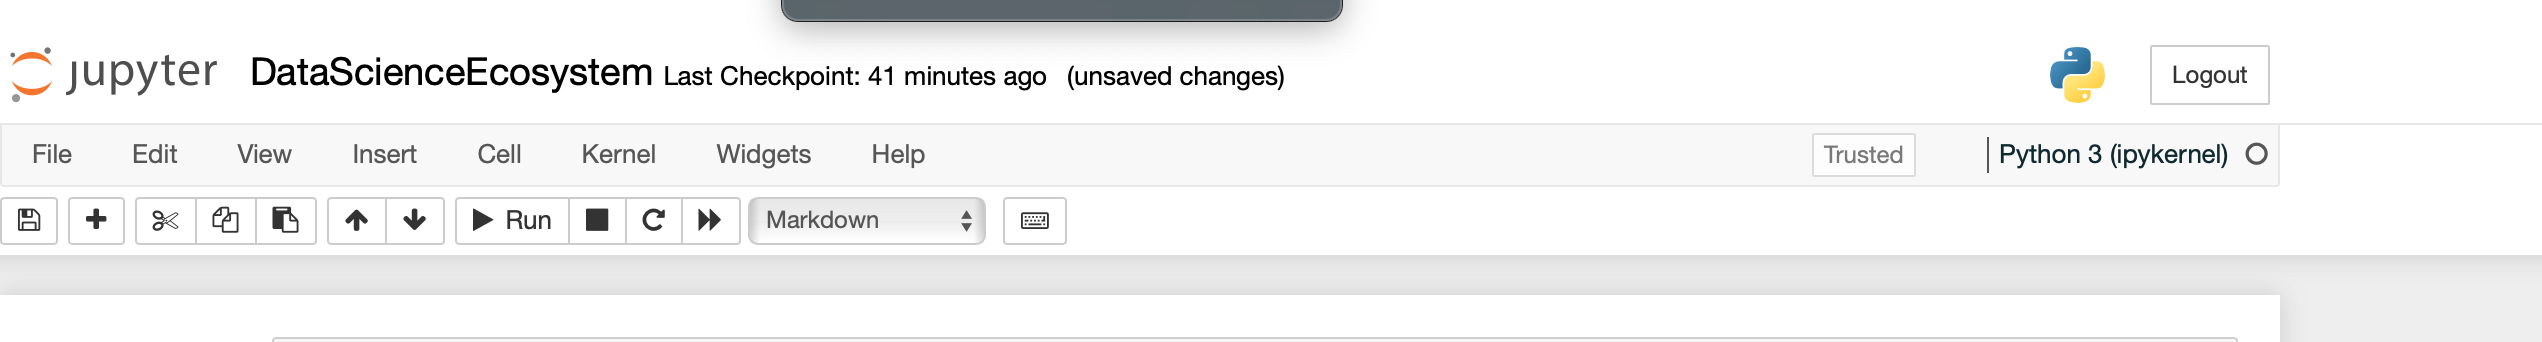 jupyter DataScienceEcosystem Last Checkpoint: 41 minutes ago (unsaved changes) Logout
File Edit View Insert Cell Kernel Widgets Help Trusted Python 3 (ipykernel)
Run Markdown